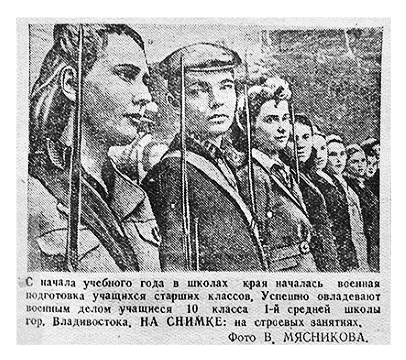 С начала учебного года в школах края началась военная
подготовка учащихся старших классов. Успешно овладевают
военным делом учащиеся 10 класса 1-й средней школы
гор. Владивостока. НА СНИМКЕ: на строевых занятиях.
Фото В. МЯСНИКОВА.